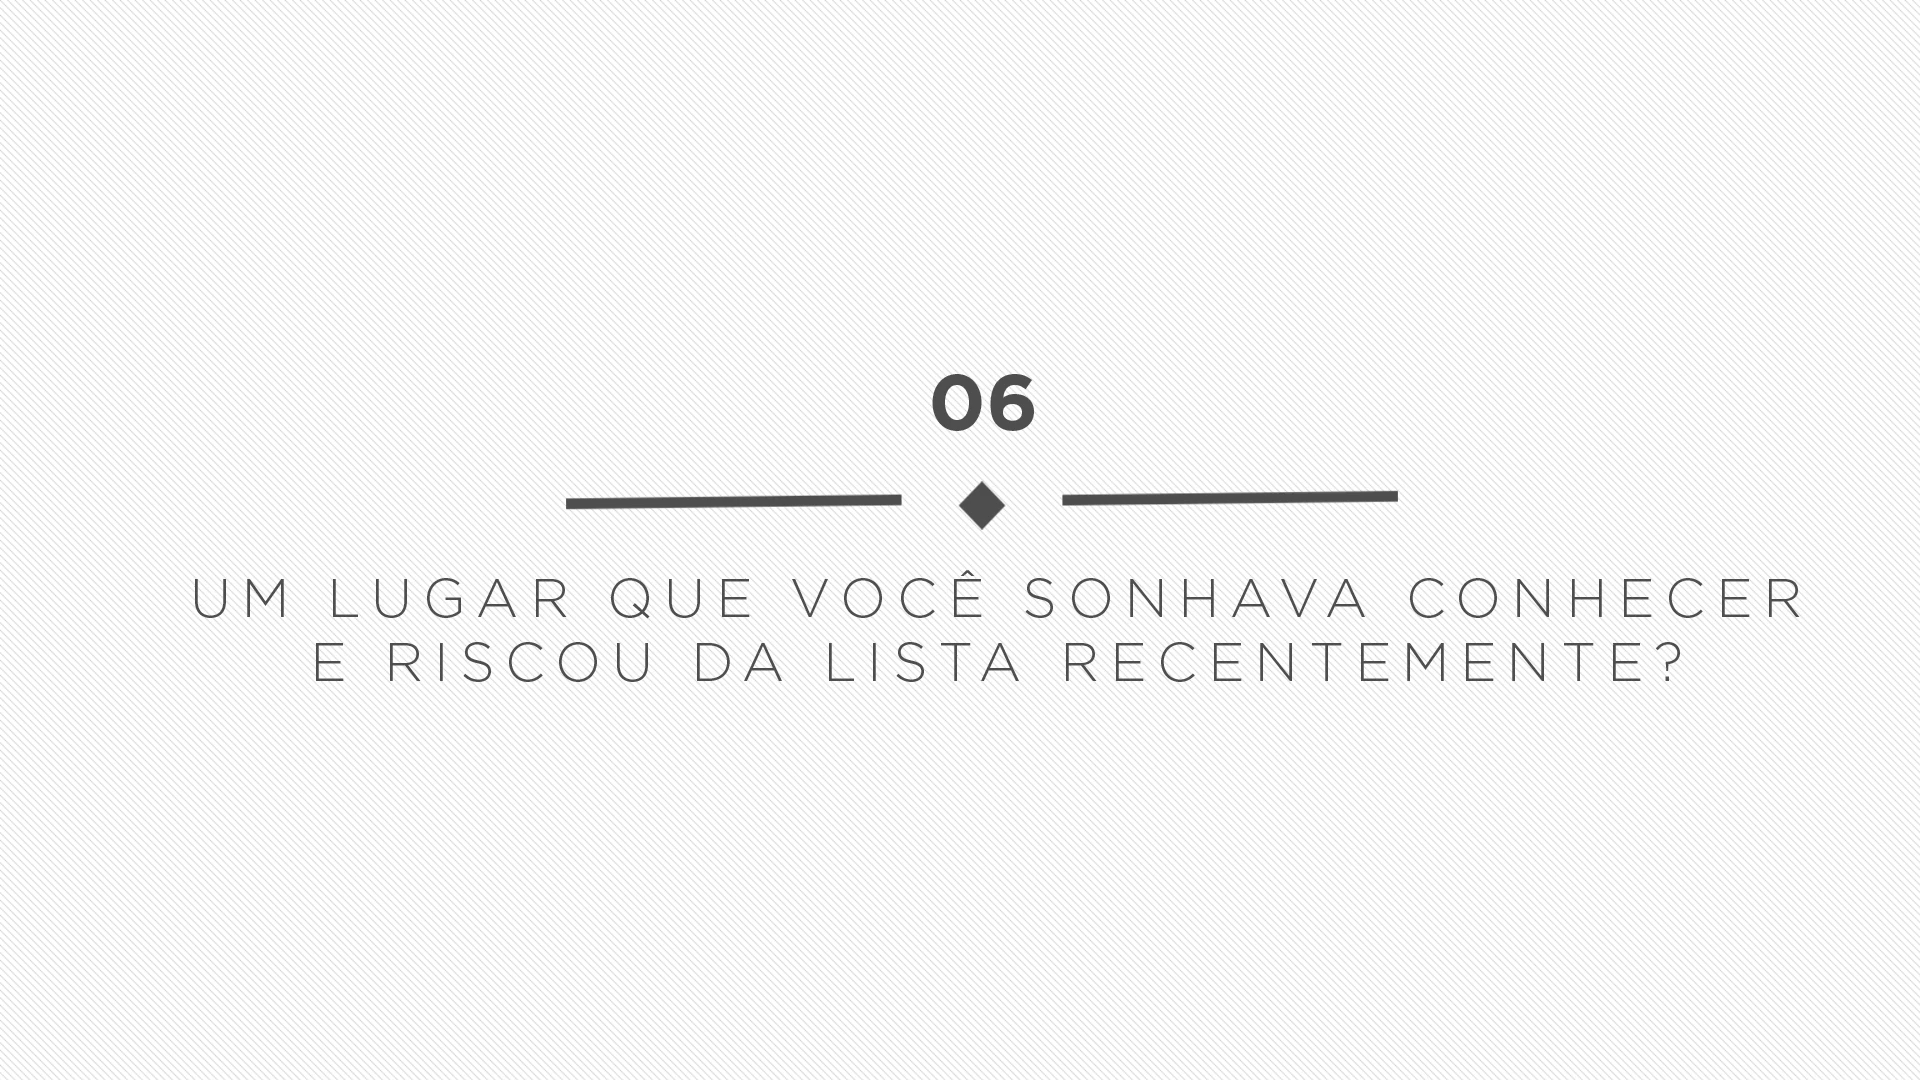 06
UM LUGAR QUE VOCÊ SONHAVA CONHECER
E RISCOU DA LISTA RECENTEMENTE?